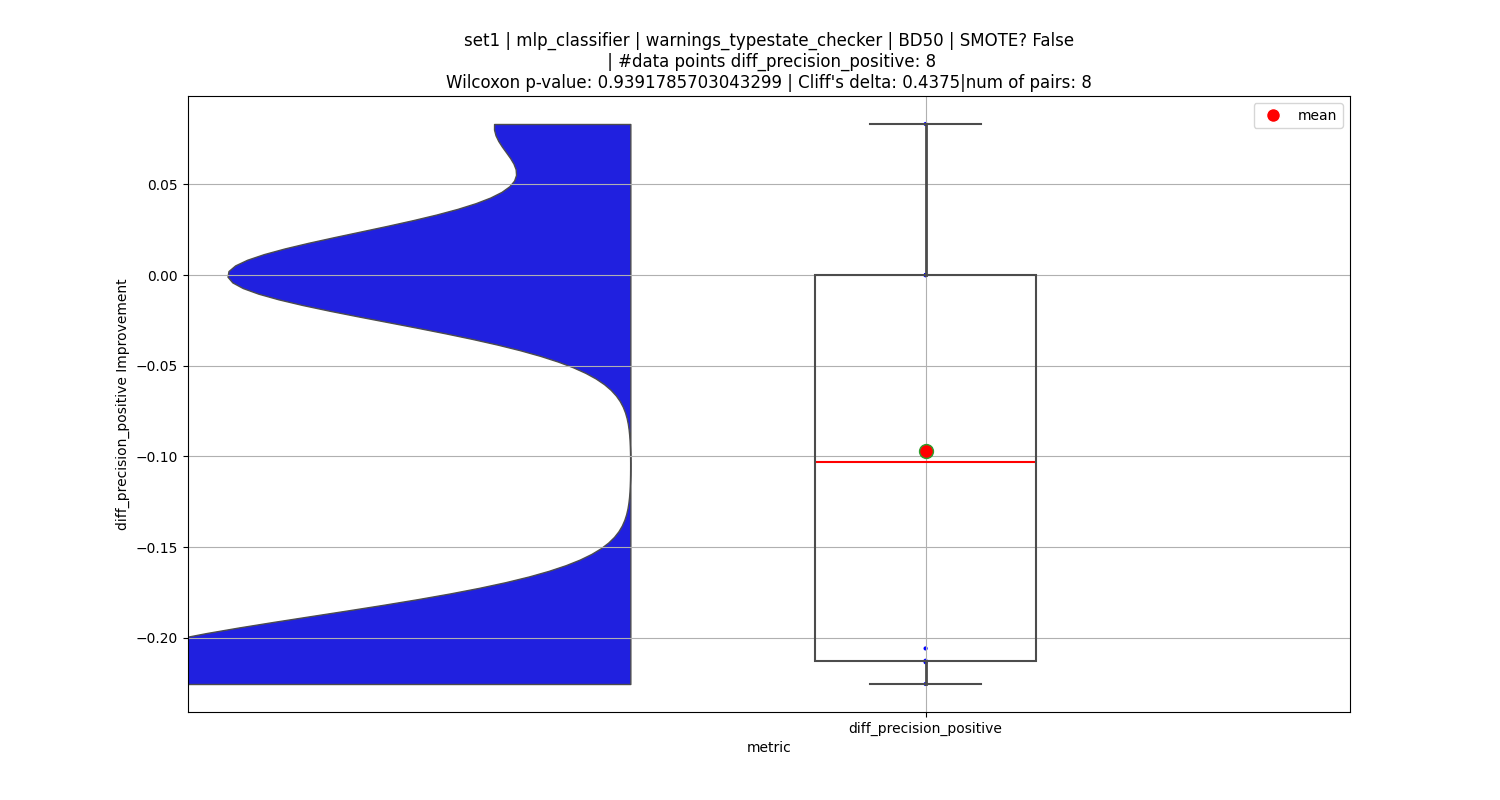 set1 | mlp_classifier | warnings_typestate_checker | BD50 | SMOTE? False
| #data points diff_precision_positive: 8
Wilcoxon p-value: 0.9391785703043299 | Cliff's delta: 0.4375|num of pairs: 8
mean
0.05
0.00
−0.05
−0.10
−0.15
−0.20
diff_precision_positive Improvement
diff_precision_positive
metric